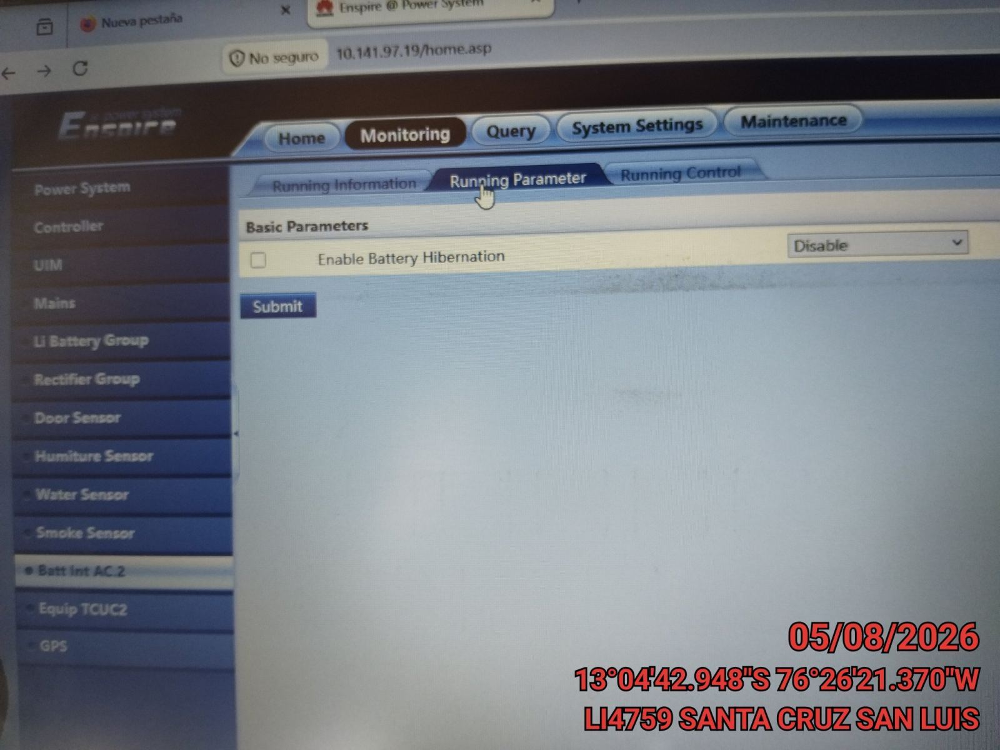 Nueva pestaña
Enspire @ Power System
No seguro
10.141.97.19/home.asp
power system
Enspire
Home
Monitoring
Query
System Settings
Maintenance
Running Information
Running Parameter
Running Control
Power System
Controller
UIM
Mains
Li Battery Group
Rectifier Group
Door Sensor
Humiture Sensor
Water Sensor
Smoke Sensor
Batt Int AC 2
Equip TCUC2
GPS
Basic Parameters
Enable Battery Hibernation
Disable
Submit
05/08/2026
13°04'42.948"S 76°26'21.370"W
LI4759 SANTA CRUZ SAN LUIS